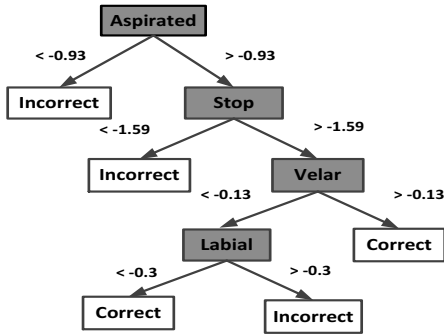 Aspirated
< -0.93
> -0.93
Incorrect
Stop
< -1.59
> -1.59
Incorrect
Velar
< -0.13
> -0.13
Labial
Correct
< -0.3
> -0.3
Correct
Incorrect